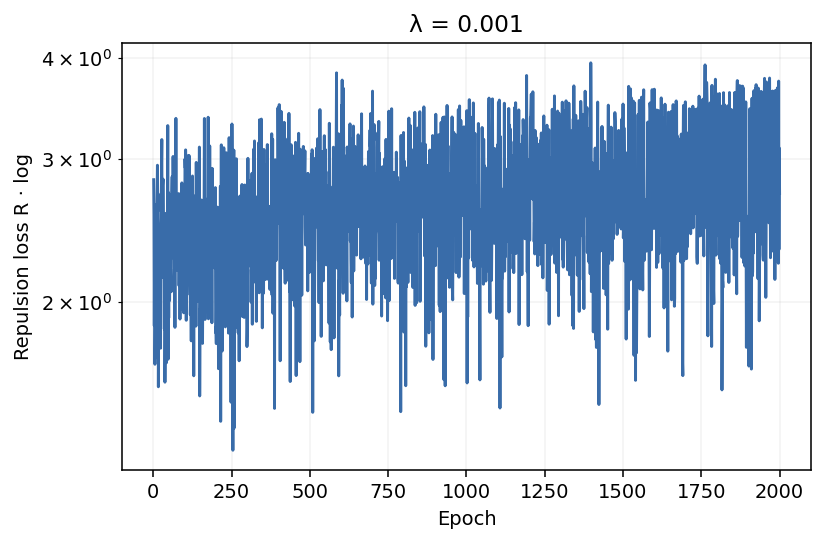 λ = 0.001
Repulsion loss R · log
4 × 10⁰
3 × 10⁰
2 × 10⁰
0 250 500 750 1000 1250 1500 1750 2000
Epoch